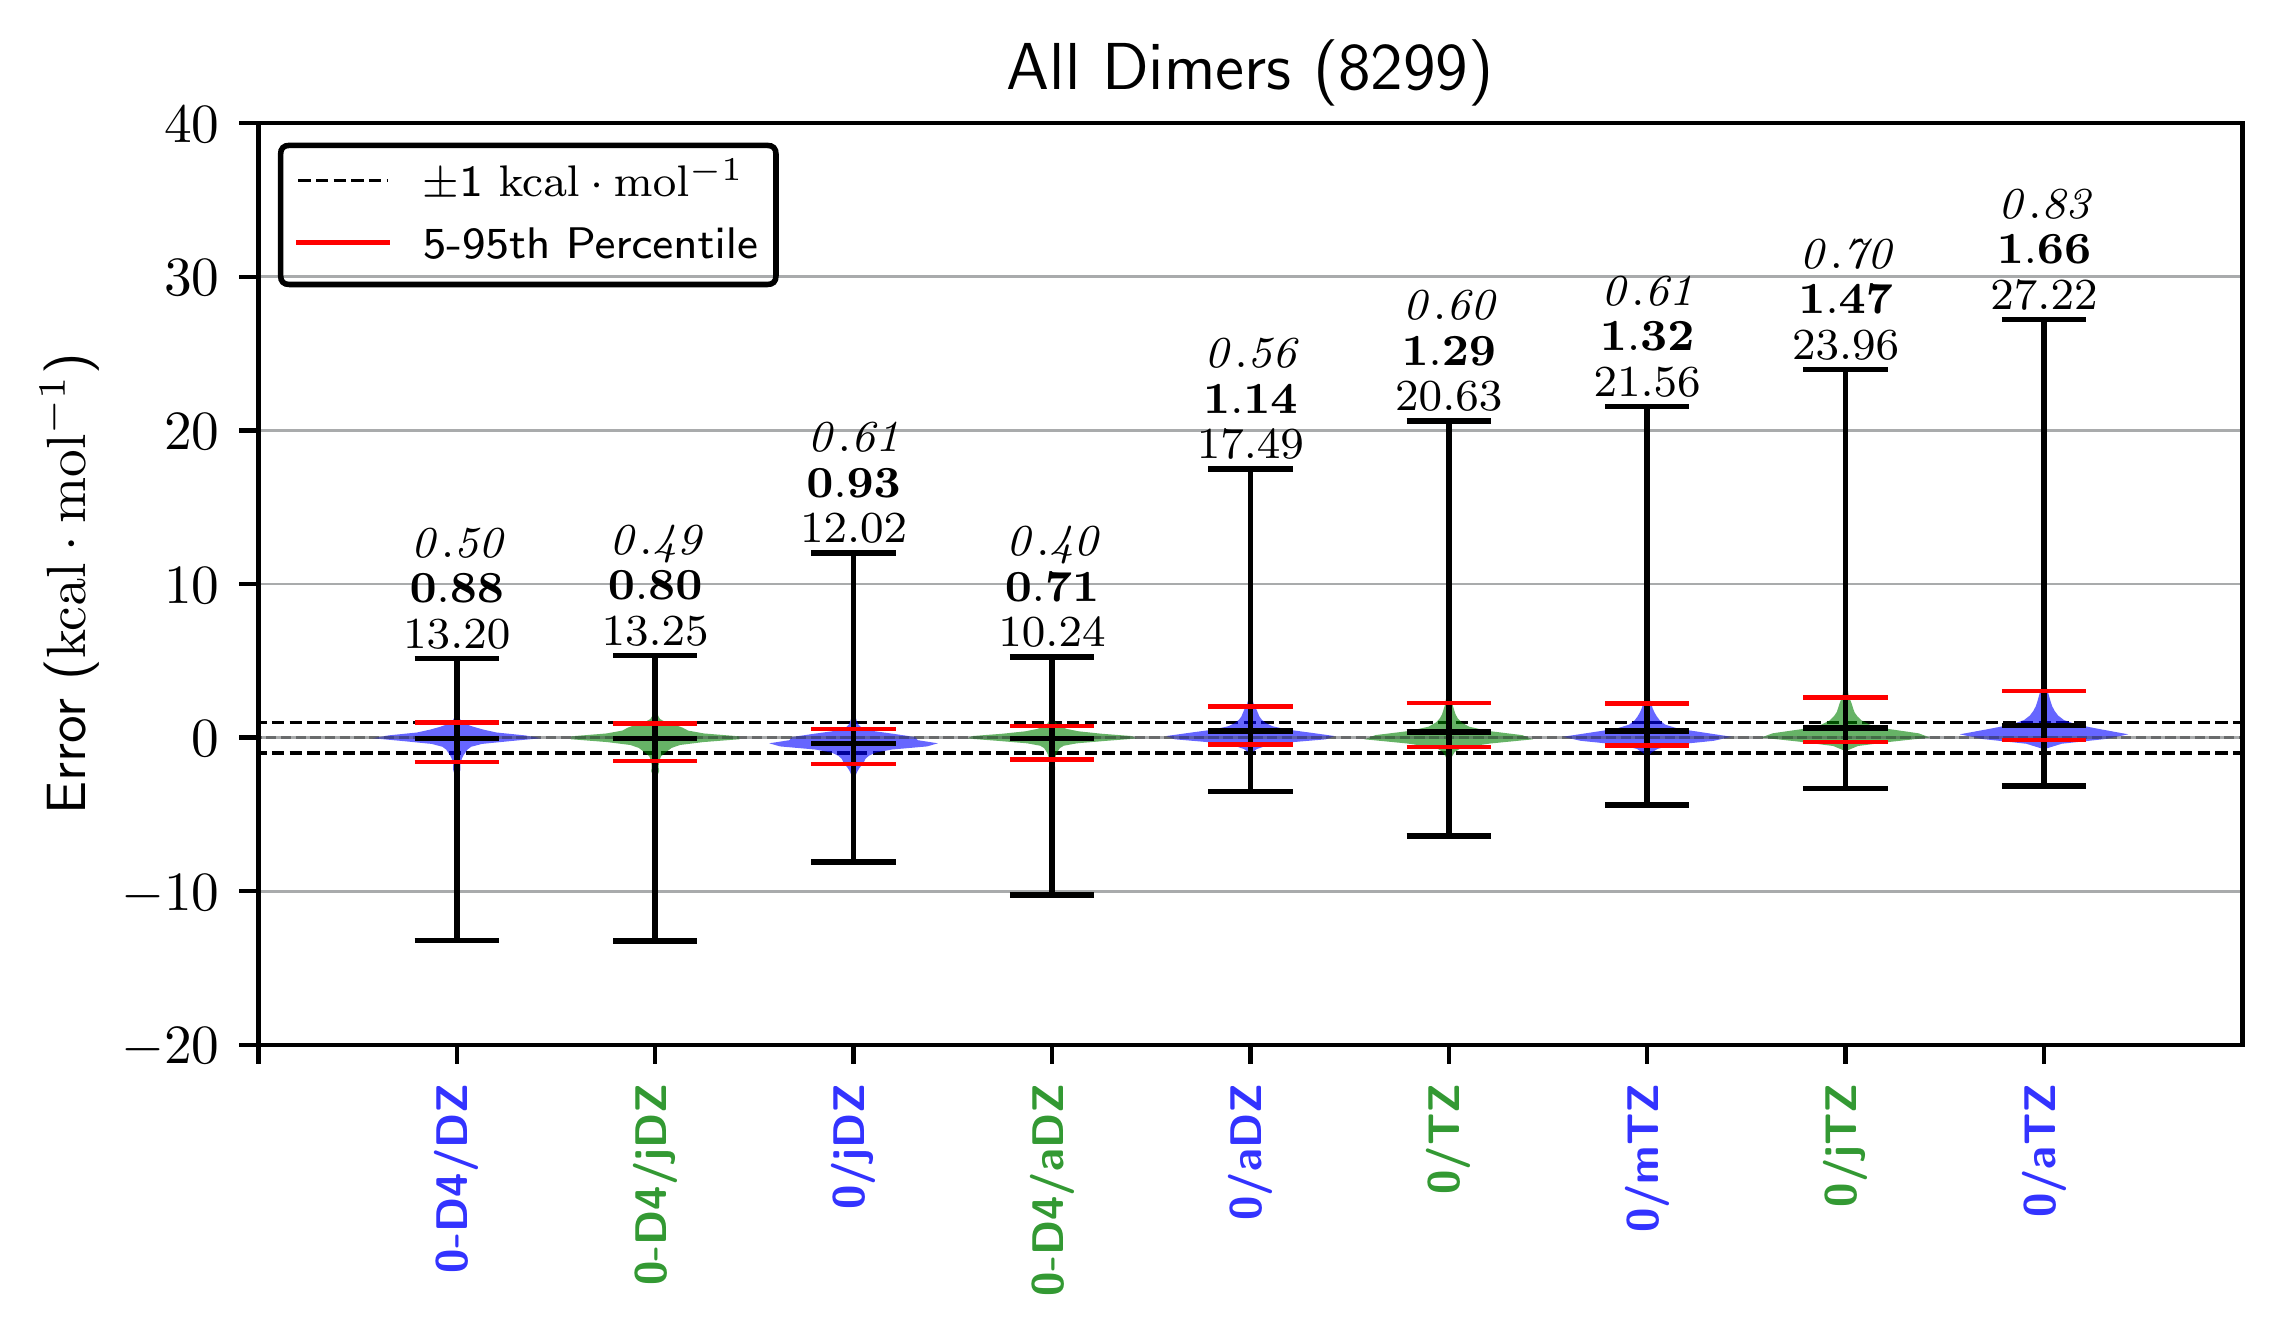 All Dimers (8299)
±1 kcal · mol⁻¹
5-95th Percentile
Error (kcal · mol⁻¹)
40
30
20
10
0
−10
−20
0.50
0.88
13.20
0.49
0.80
13.25
0.61
0.93
12.02
0.40
0.71
10.24
0.56
1.14
17.49
0.60
1.29
20.63
0.61
1.32
21.56
0.70
1.47
23.96
0.83
1.66
27.22
0-D4/DZ
0-D4/jDZ
0/jDZ
0-D4/aDZ
0/aDZ
0/TZ
0/mTZ
0/jTZ
0/aTZ